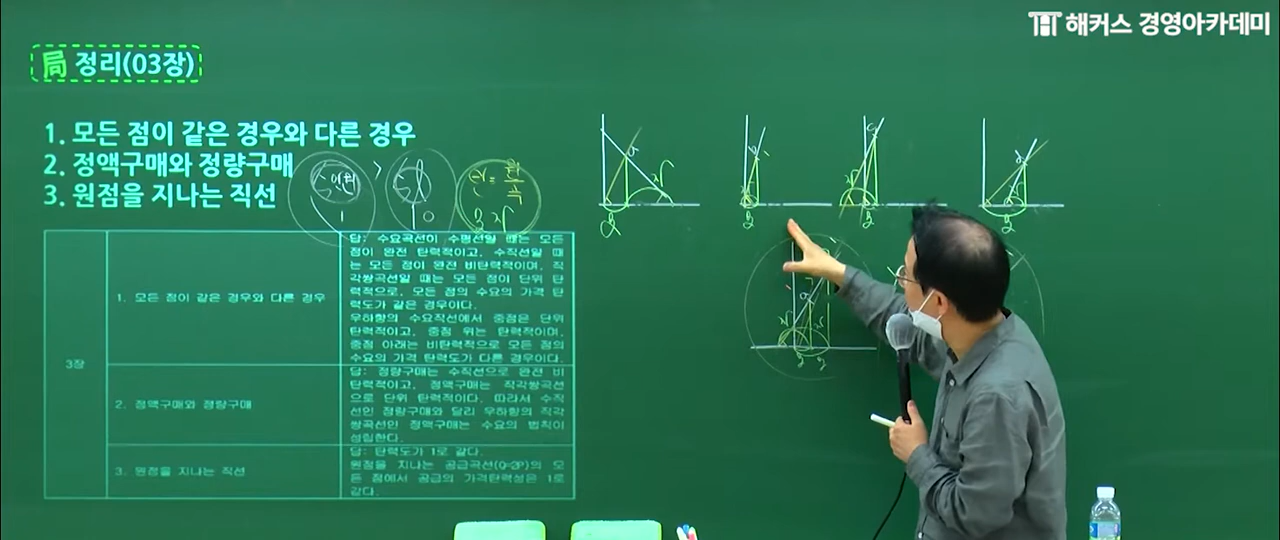 해커스 경영아카데미
局 정리(03장)
1. 모든 점이 같은 경우와 다른 경우
2. 정액구매와 정량구매
3. 원점을 지나는 직선
3장
1. 모든 점이 같은 경우와 다른 경우
답: 수요곡선이 수평선일 때는 모든
점이 완전 탄력적이고, 수직선일 때
는 모든 점이 완전 비탄력적이며, 직
각쌍곡선일 때는 모든 점이 단위 탄
력적으로, 모든 점의 수요의 가격 탄
력도가 같은 경우이다.
우하향의 수요직선에서 중점은 단위
탄력적이고, 중점 위는 탄력적이며,
중점 아래는 비탄력적으로 모든 점의
수요의 가격 탄력도가 다른 경우이다.
2. 정액구매와 정량구매
답: 정량구매는 수직선으로 완전 비
탄력적이고, 정액구매는 직각쌍곡선
으로 단위 탄력적이다. 따라서 수직
선인 정량구매와 달리 우하향의 직각
쌍곡선인 정액구매는 수요의 법칙이
성립한다.
3. 원점을 지나는 직선
답: 탄력도가 1로 같다.
원점을 지나는 공급곡선(Q=2P)의 모
든 점에서 공급의 가격탄력성은 1로
같다.